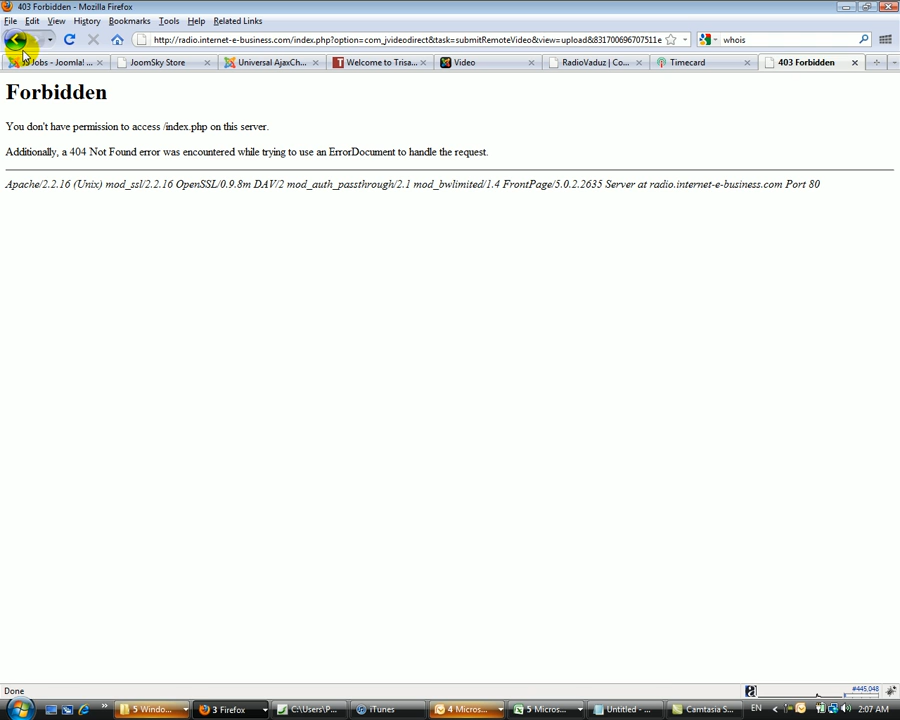 403 Forbidden - Mozilla Firefox
File Edit View History Bookmarks Tools Help Related Links
http://radio.internet-e-business.com/index.php?option=com_jvideodirect&task=submitRemoteVideo&view=upload&831700696707511e whois
JS Jobs - Joomla! ... JoomSky Store Universal AjaxCh... Welcome to Trisa... Video RadioVaduz | Co... Timecard 403 Forbidden
Forbidden
You don't have permission to access /index.php on this server.
Additionally, a 404 Not Found error was encountered while trying to use an ErrorDocument to handle the request.
Apache/2.2.16 (Unix) mod_ssl/2.2.16 OpenSSL/0.9.8m DAV/2 mod_auth_passthrough/2.1 mod_bwlimited/1.4 FrontPage/5.0.2.2635 Server at radio.internet-e-business.com Port 80
Done #445,048
5 Windo... 3 Firefox C:\Users\P... iTunes 4 Micros... 5 Micros... Untitled - ... Camtasia S... EN 2:07 AM